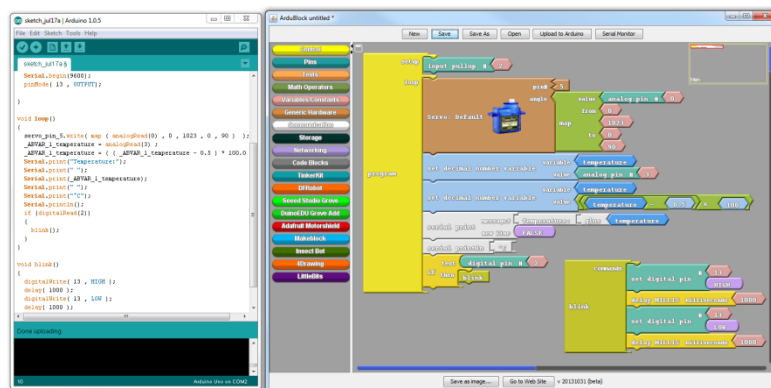 sketch_jul17a | Arduino 1.0.5
File Edit Sketch Tools Help
sketch_jul17a §
Serial.begin(9600);
pinMode( 13 , OUTPUT);
}
void loop()
{
servo_pin_5.write( map ( analogRead(0) , 0 , 1023 , 0 , 90 ) );
_ABVAR_1_temperature = analogRead(3) ;
_ABVAR_1_temperature = ( ( _ABVAR_1_temperature - 0.5 ) * 100.0
Serial.print("Temperature:");
Serial.print(" ");
Serial.print(_ABVAR_1_temperature);
Serial.print(" ");
Serial.print("°C");
Serial.println();
if (digitalRead(2))
{
blink();
}
}
void blink()
{
digitalWrite( 13 , HIGH );
delay( 1000 );
digitalWrite( 13 , LOW );
delay( 1000 );
Done uploading.
Arduino Uno on COM2
ArduBlock untitled *
New
Save
Save As
Open
Upload to Arduino
Serial Monitor
Control
Pins
Tests
Math Operators
Variables/Constants
Generic Hardware
Communication
Storage
Networking
Code Blocks
TinkerKit
DFRobot
Seeed Studio Grove
DuinoEDU Grove Add
Adafruit Motorshield
Makeblock
Insect Bot
4Drawing
LittleBits
program
setup
input pullup # 2
loop
Servo: Default
pin# 5
angle
map
value analog pin # 0
from 0
1023
to 0
90
set decimal number variable
variable temperature
value analog pin # 3
set decimal number variable
variable temperature
value temperature - 0.5 × 100
serial print
message Temperature: glue temperature
new line FALSE
serial println
if
test digital pin # 2
then blink
blink
commands
set digital pin # 13
HIGH
delay MILLIS milliseconds 1000
set digital pin # 13
LOW
delay MILLIS milliseconds 1000
Save as image...
Go to Web Site
v 20131031 (beta)